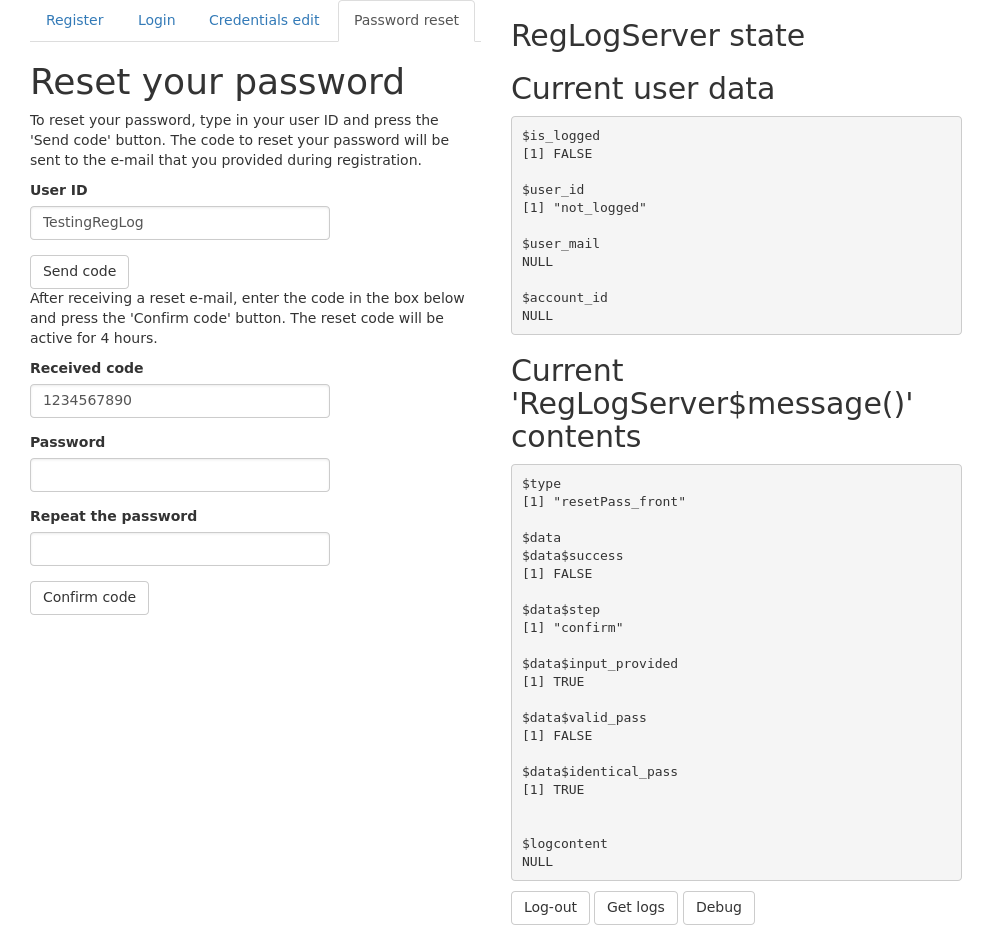 Register
Login
Credentials edit
Password reset
Reset your password
To reset your password, type in your user ID and press the
'Send code' button. The code to reset your password will be
sent to the e-mail that you provided during registration.
User ID
TestingRegLog
Send code
After receiving a reset e-mail, enter the code in the box below
and press the 'Confirm code' button. The reset code will be
active for 4 hours.
Received code
1234567890
Password
Repeat the password
Confirm code
RegLogServer state
Current user data
$is_logged
[1] FALSE
$user_id
[1] "not_logged"
$user_mail
NULL
$account_id
NULL
Current
'RegLogServer$message()'
contents
$type
[1] "resetPass_front"
$data
$data$success
[1] FALSE
$data$step
[1] "confirm"
$data$input_provided
[1] TRUE
$data$valid_pass
[1] FALSE
$data$identical_pass
[1] TRUE
$logcontent
NULL
Log-out
Get logs
Debug